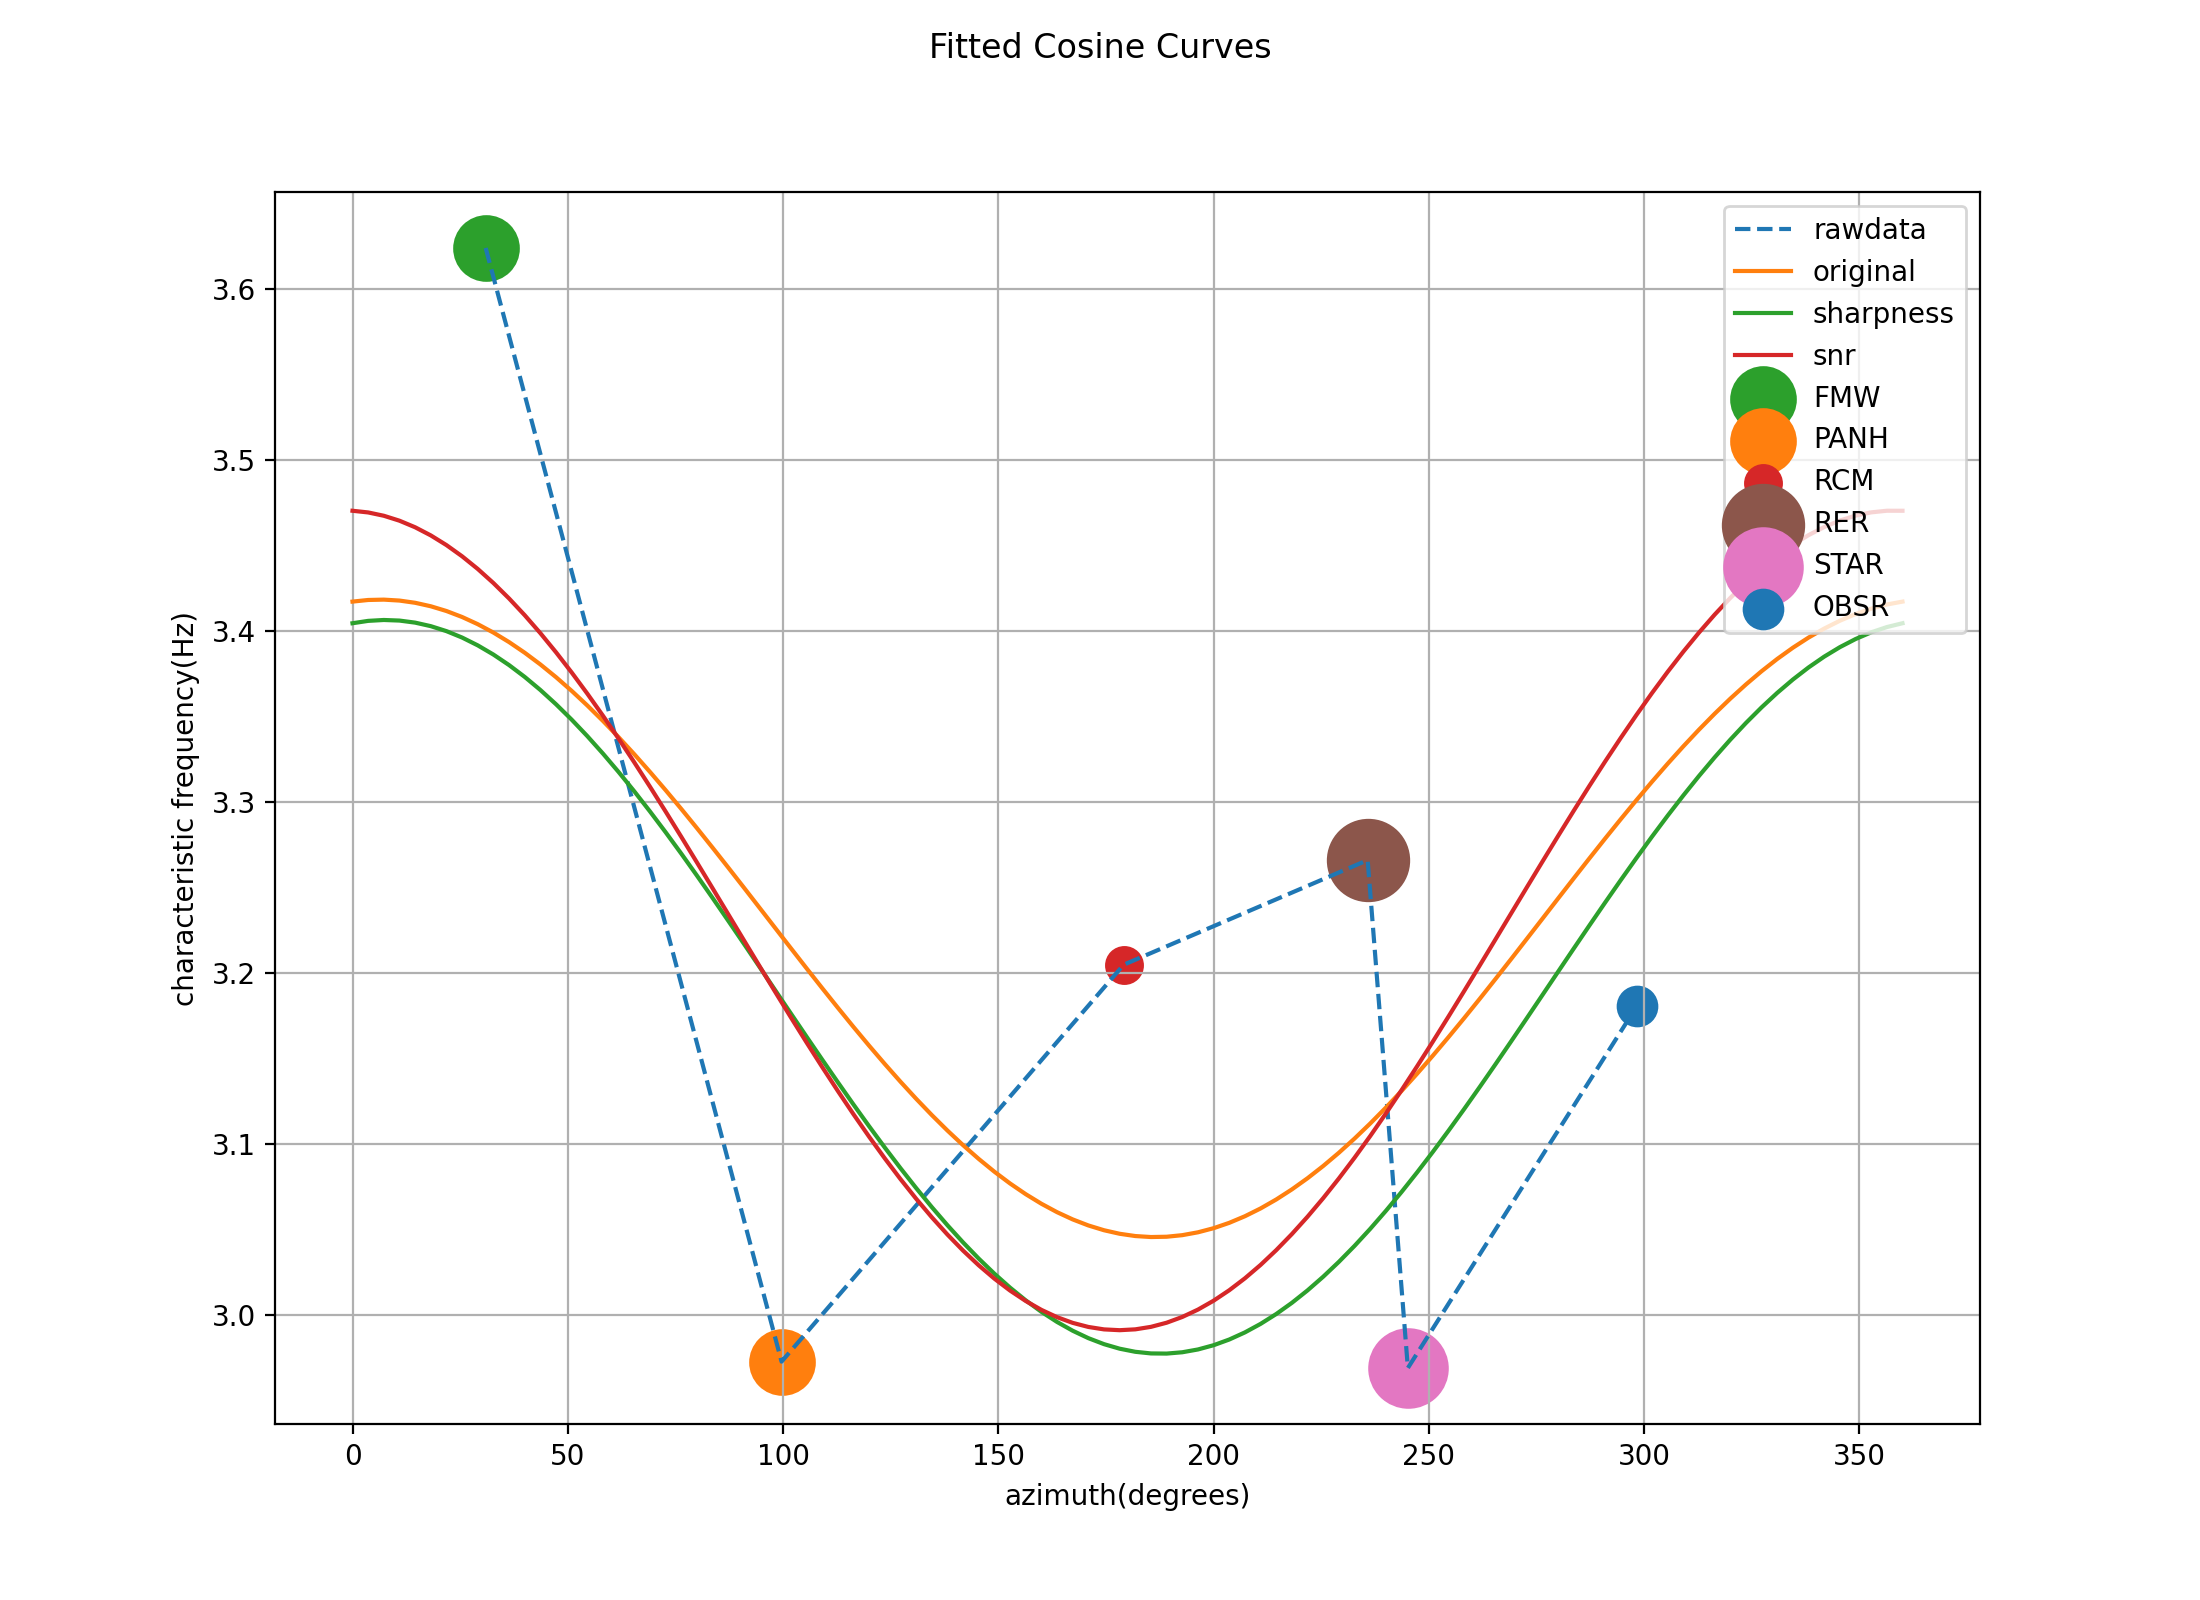 Fitted Cosine Curves
rawdata
original
sharpness
snr
FMW
PANH
RCM
RER
STAR
OBSR
3.6
3.5
3.4
3.3
3.2
3.1
3.0
characteristic frequency(Hz)
0 50 100 150 200 250 300 350
azimuth(degrees)